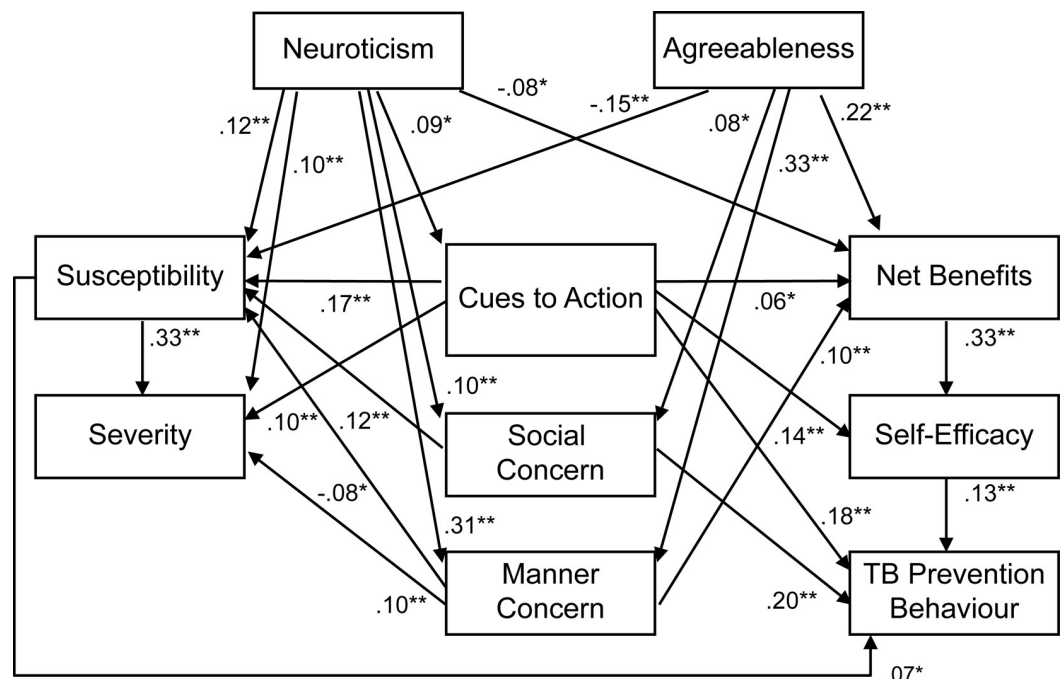 Neuroticism
Agreeableness
-.08*
-.15**
.12**
.09*
.08*
.22**
.10**
.33**
Susceptibility
Cues to Action
Net Benefits
.17**
.06*
.33**
.10**
.33**
.10**
Severity
.10**
.12**
Social
Concern
.14**
Self-Efficacy
-.08*
.13**
.31**
.18**
Manner
Concern
TB Prevention
Behaviour
.10**
.20**
.07*